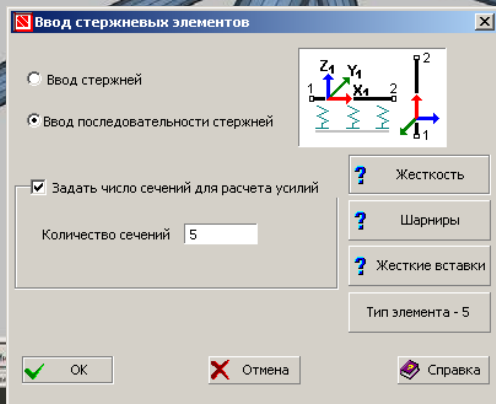 Ввод стержневых элементов
Ввод стержней
Ввод последовательности стержней
Z1 Y1 2
1 X1 2
1
Задать число сечений для расчета усилий
Количество сечений 5
? Жесткость
? Шарниры
? Жесткие вставки
Тип элемента - 5
OK
Отмена
? Справка